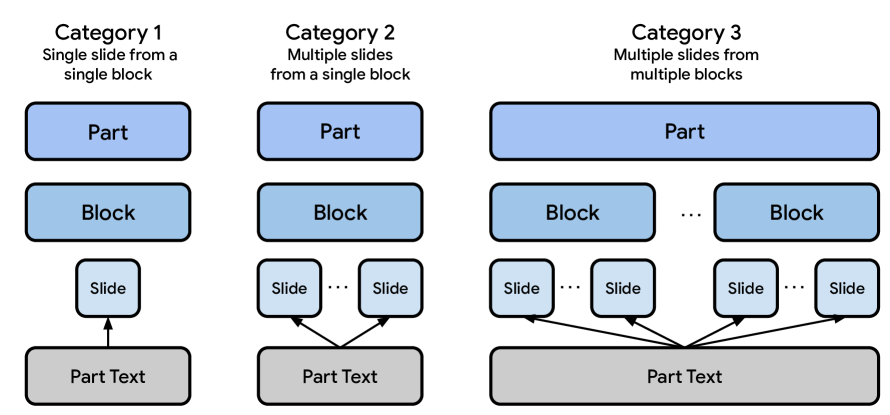 Category 1
Single slide from a
single block
Category 2
Multiple slides
from a single block
Category 3
Multiple slides from
multiple blocks
Part
Part
Part
Block
Block
Block
...
Block
Slide
Slide
...
Slide
Slide
...
Slide
Slide
...
Slide
Part Text
Part Text
Part Text